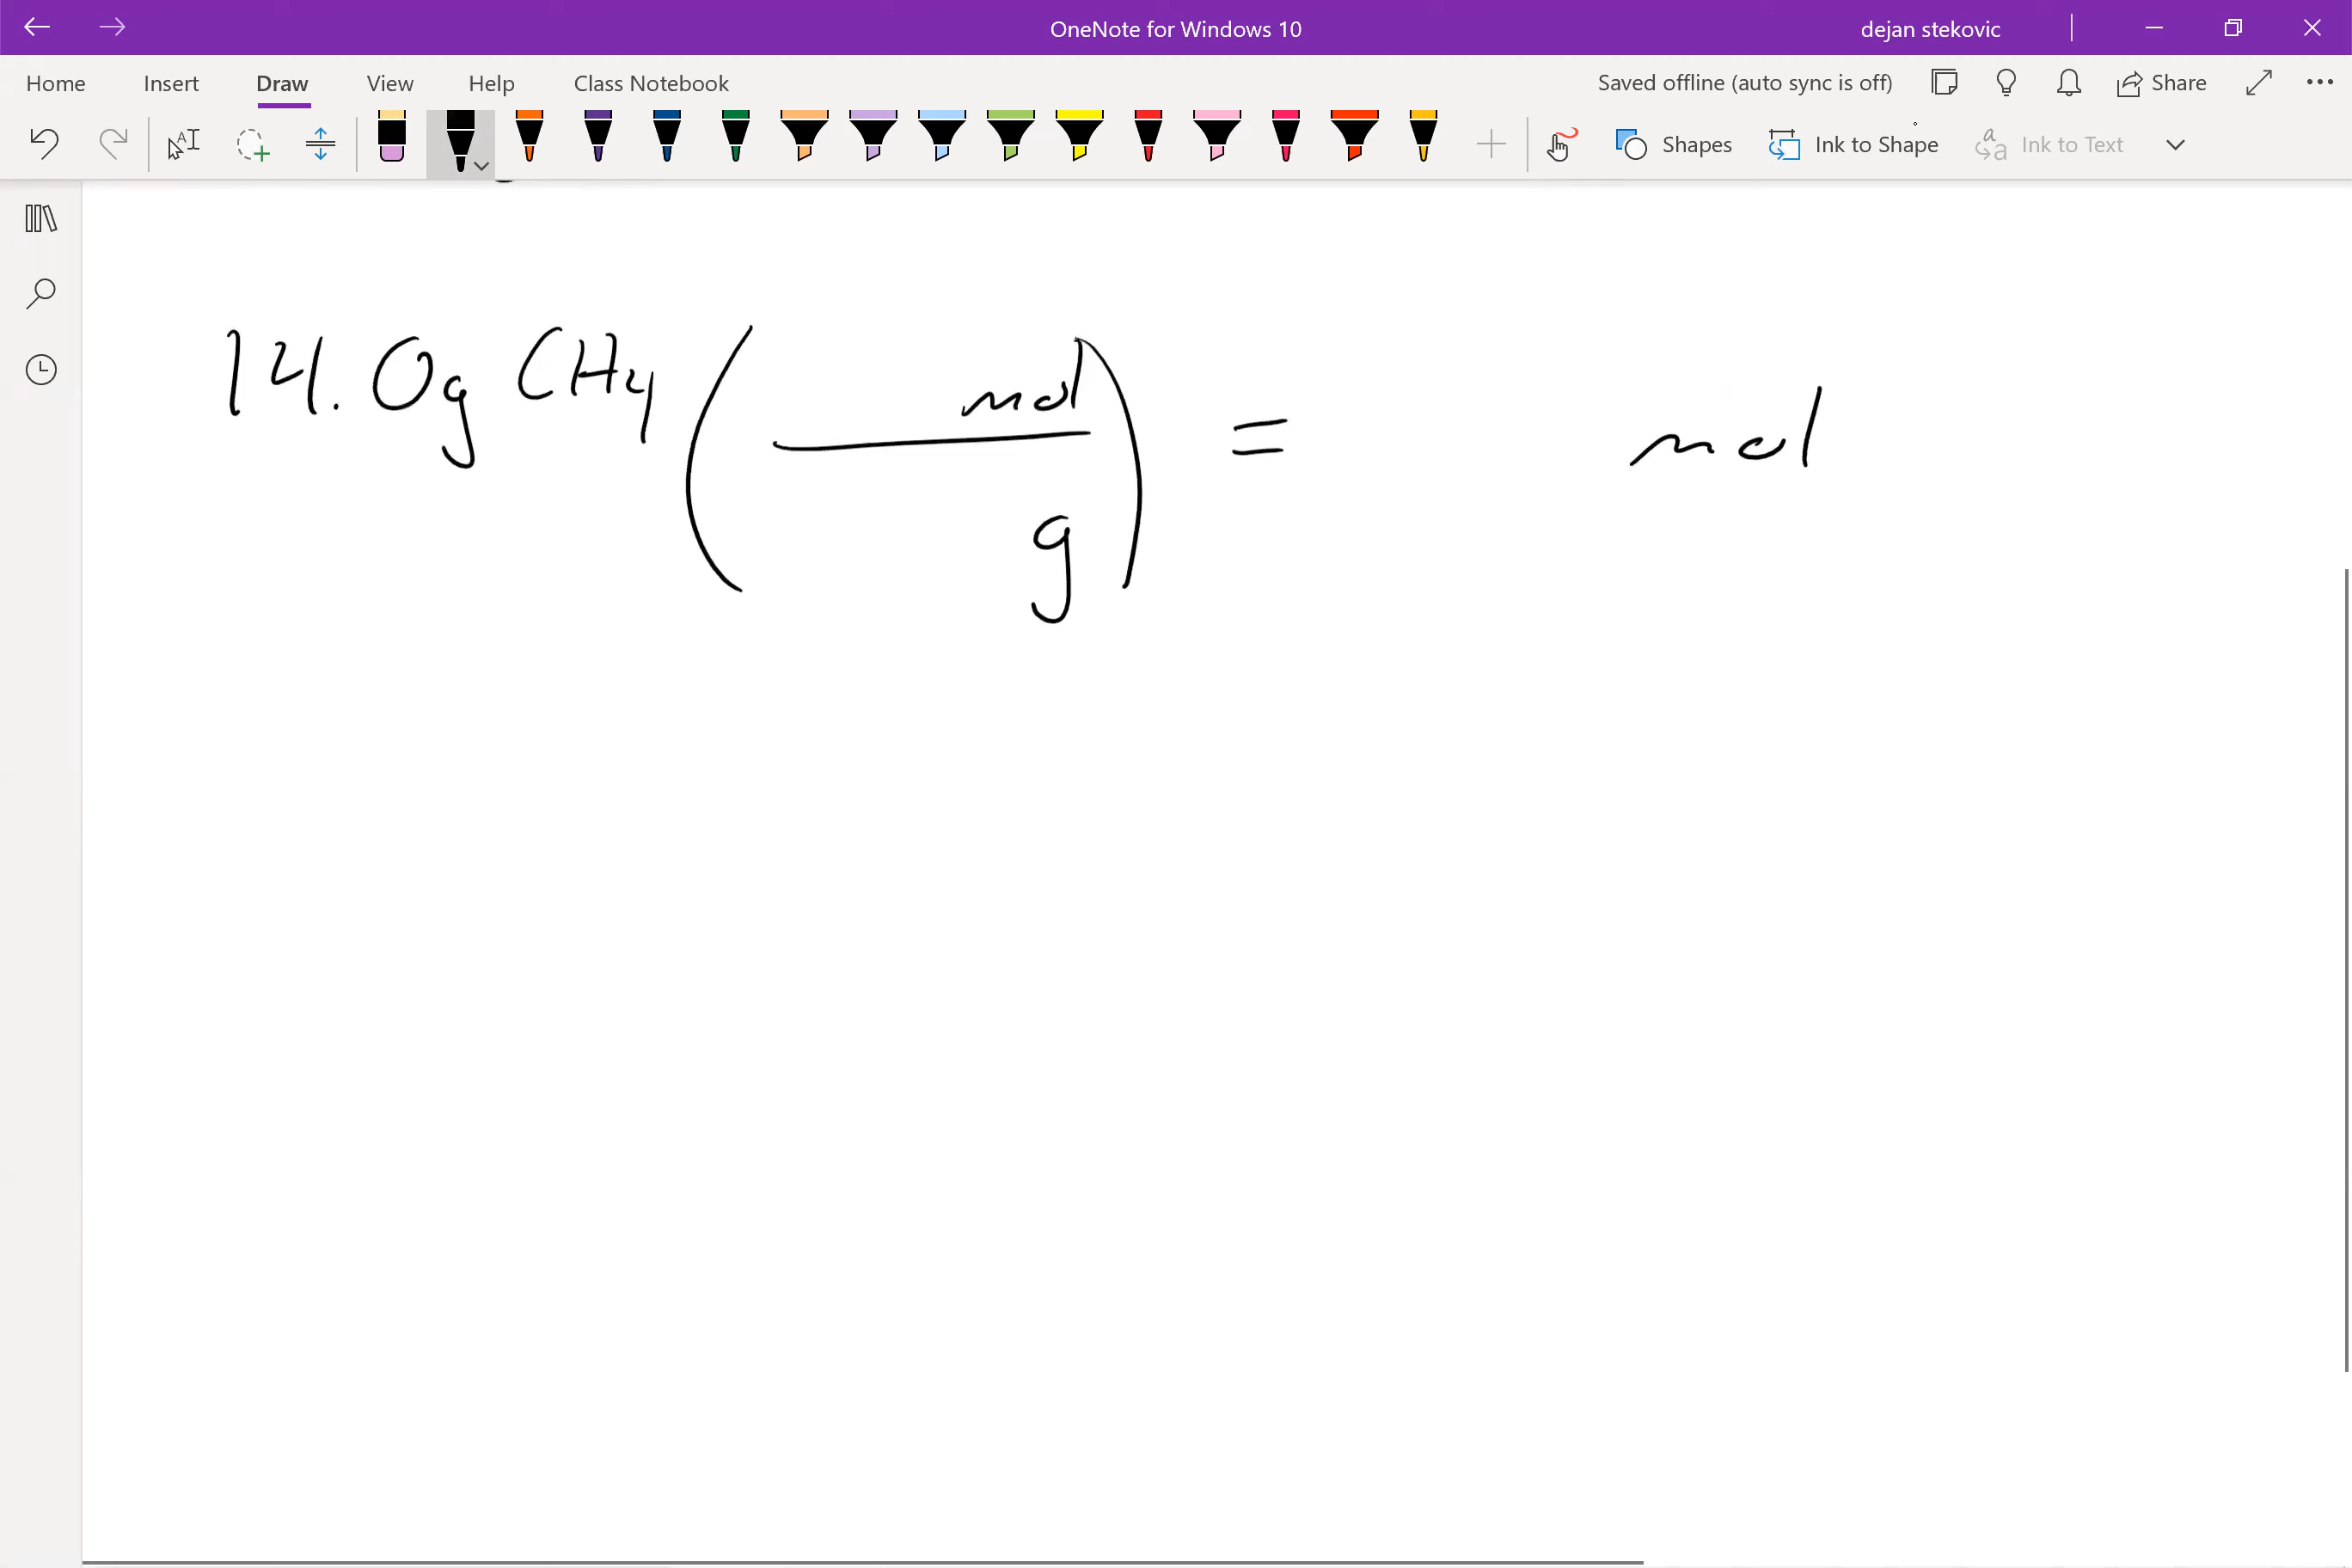 OneNote for Windows 10 dejan stekovic
Home Insert Draw View Help Class Notebook Saved offline (auto sync is off) Share
Shapes Ink to Shape Ink to Text
14.0g CH4 ( mol / g ) = mol